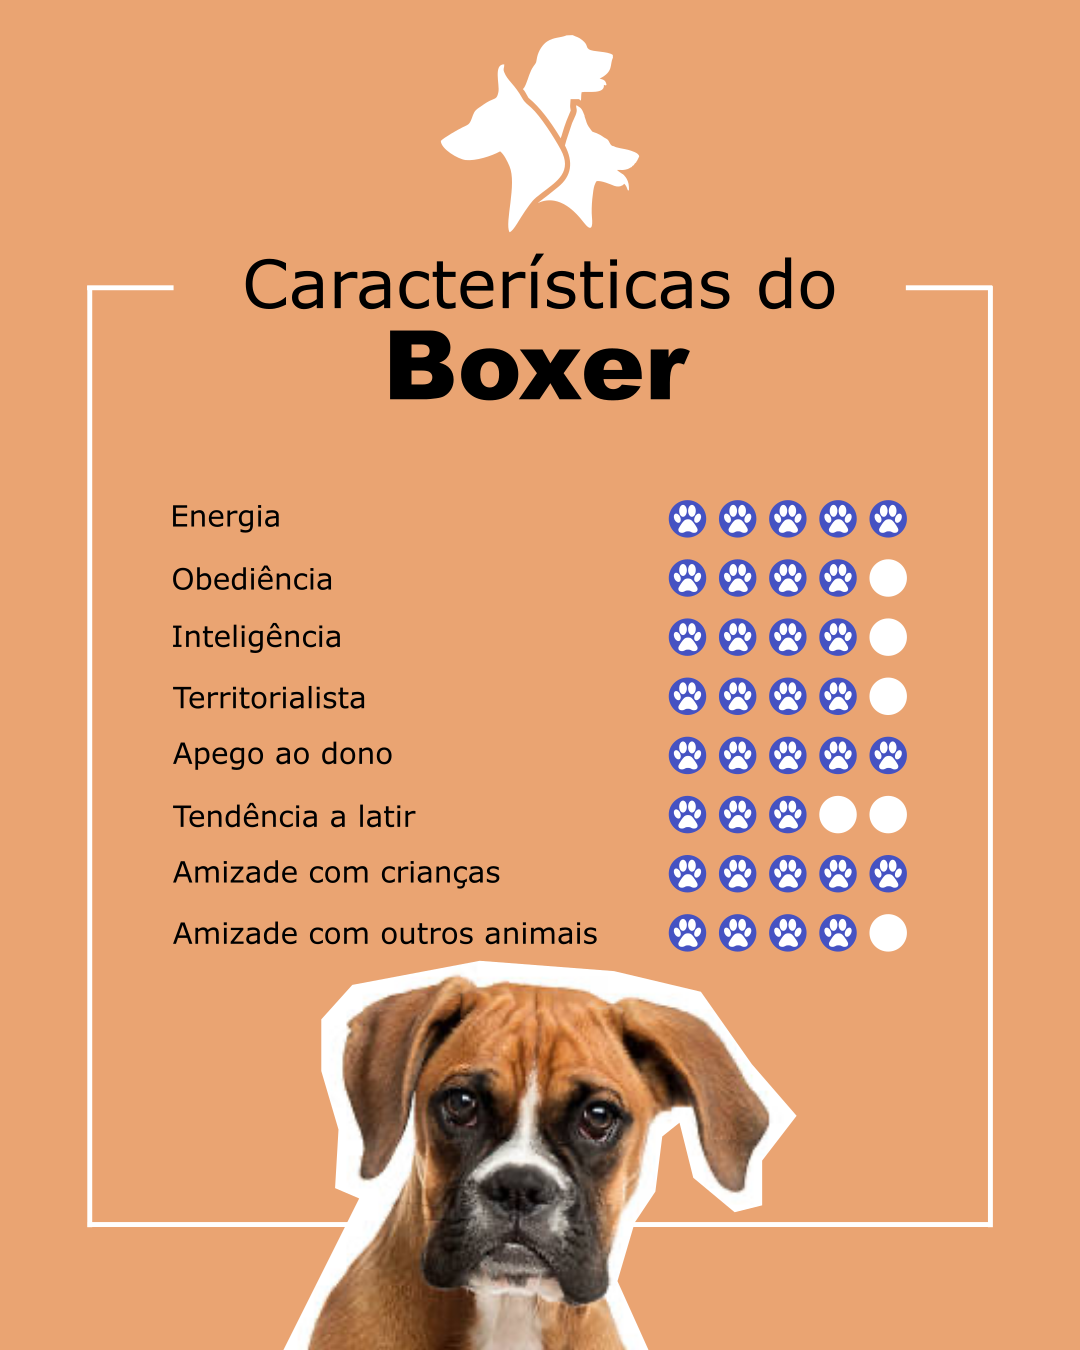 Características do
Boxer
Energia
Obediência
Inteligência
Territorialista
Apego ao dono
Tendência a latir
Amizade com crianças
Amizade com outros animais